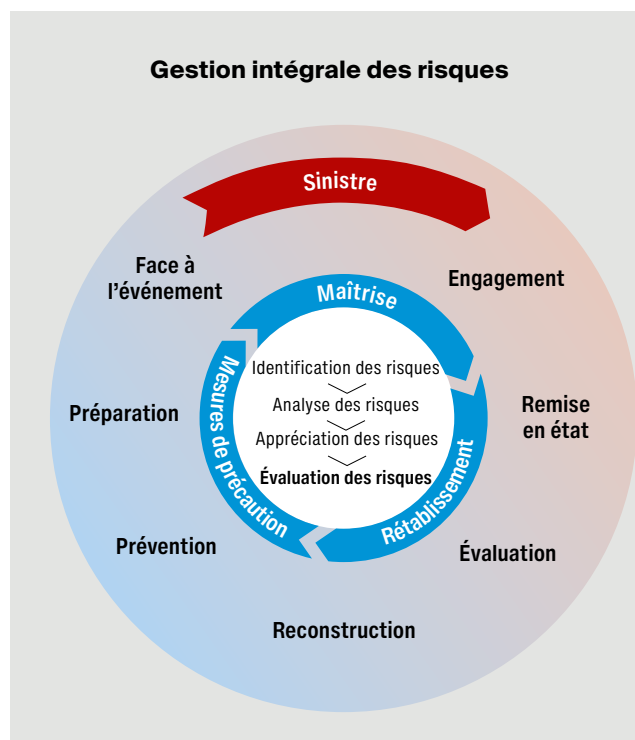 Gestion intégrale des risques
Sinistre
Face à
l'événement
Engagement
Maîtrise
Identification des risques
Analyse des risques
Appréciation des risques
Évaluation des risques
Mesures de précaution
Rétablissement
Préparation
Remise
en état
Prévention
Évaluation
Reconstruction